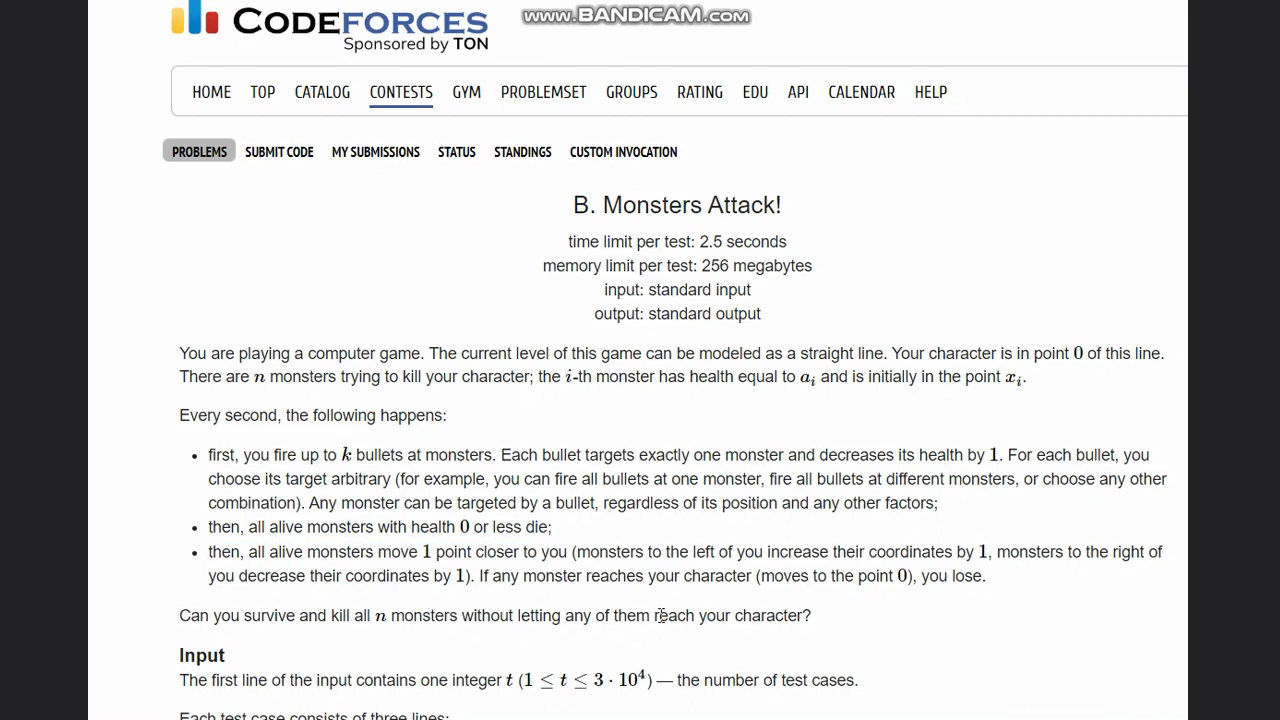 www.BANDICAM.com
CODEFORCES
Sponsored by TON
HOME TOP CATALOG CONTESTS GYM PROBLEMSET GROUPS RATING EDU API CALENDAR HELP
PROBLEMS SUBMIT CODE MY SUBMISSIONS STATUS STANDINGS CUSTOM INVOCATION
B. Monsters Attack!
time limit per test: 2.5 seconds
memory limit per test: 256 megabytes
input: standard input
output: standard output
You are playing a computer game. The current level of this game can be modeled as a straight line. Your character is in point 0 of this line.
There are n monsters trying to kill your character; the i-th monster has health equal to aᵢ and is initially in the point xᵢ.
Every second, the following happens:
• first, you fire up to k bullets at monsters. Each bullet targets exactly one monster and decreases its health by 1. For each bullet, you
choose its target arbitrary (for example, you can fire all bullets at one monster, fire all bullets at different monsters, or choose any other
combination). Any monster can be targeted by a bullet, regardless of its position and any other factors;
• then, all alive monsters with health 0 or less die;
• then, all alive monsters move 1 point closer to you (monsters to the left of you increase their coordinates by 1, monsters to the right of
you decrease their coordinates by 1). If any monster reaches your character (moves to the point 0), you lose.
Can you survive and kill all n monsters without letting any of them reach your character?
Input
The first line of the input contains one integer t (1 ≤ t ≤ 3 · 10⁴) — the number of test cases.
Each test case consists of three lines: